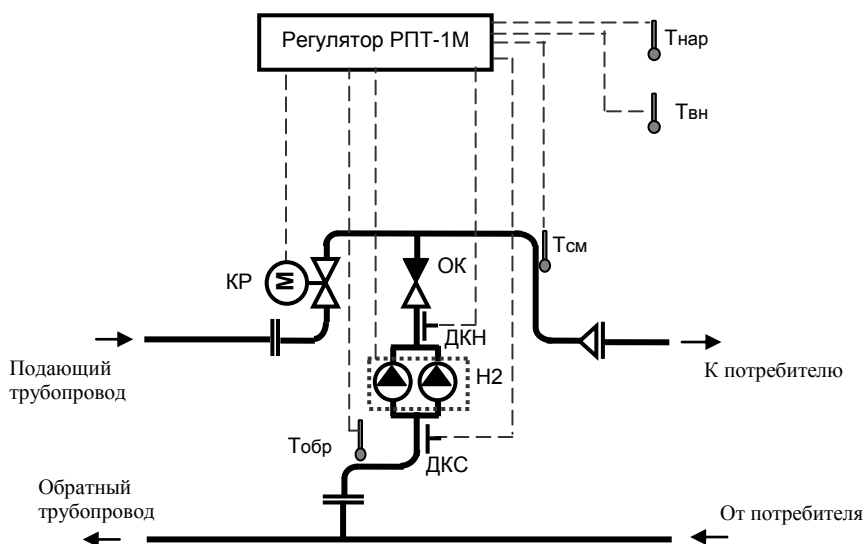 Регулятор РПТ-1М
Тнар
Твн
Тсм
КР
М
ОК
ДКН
Подающий
трубопровод
К потребителю
Н2
Тобр
ДКС
Обратный
трубопровод
От потребителя